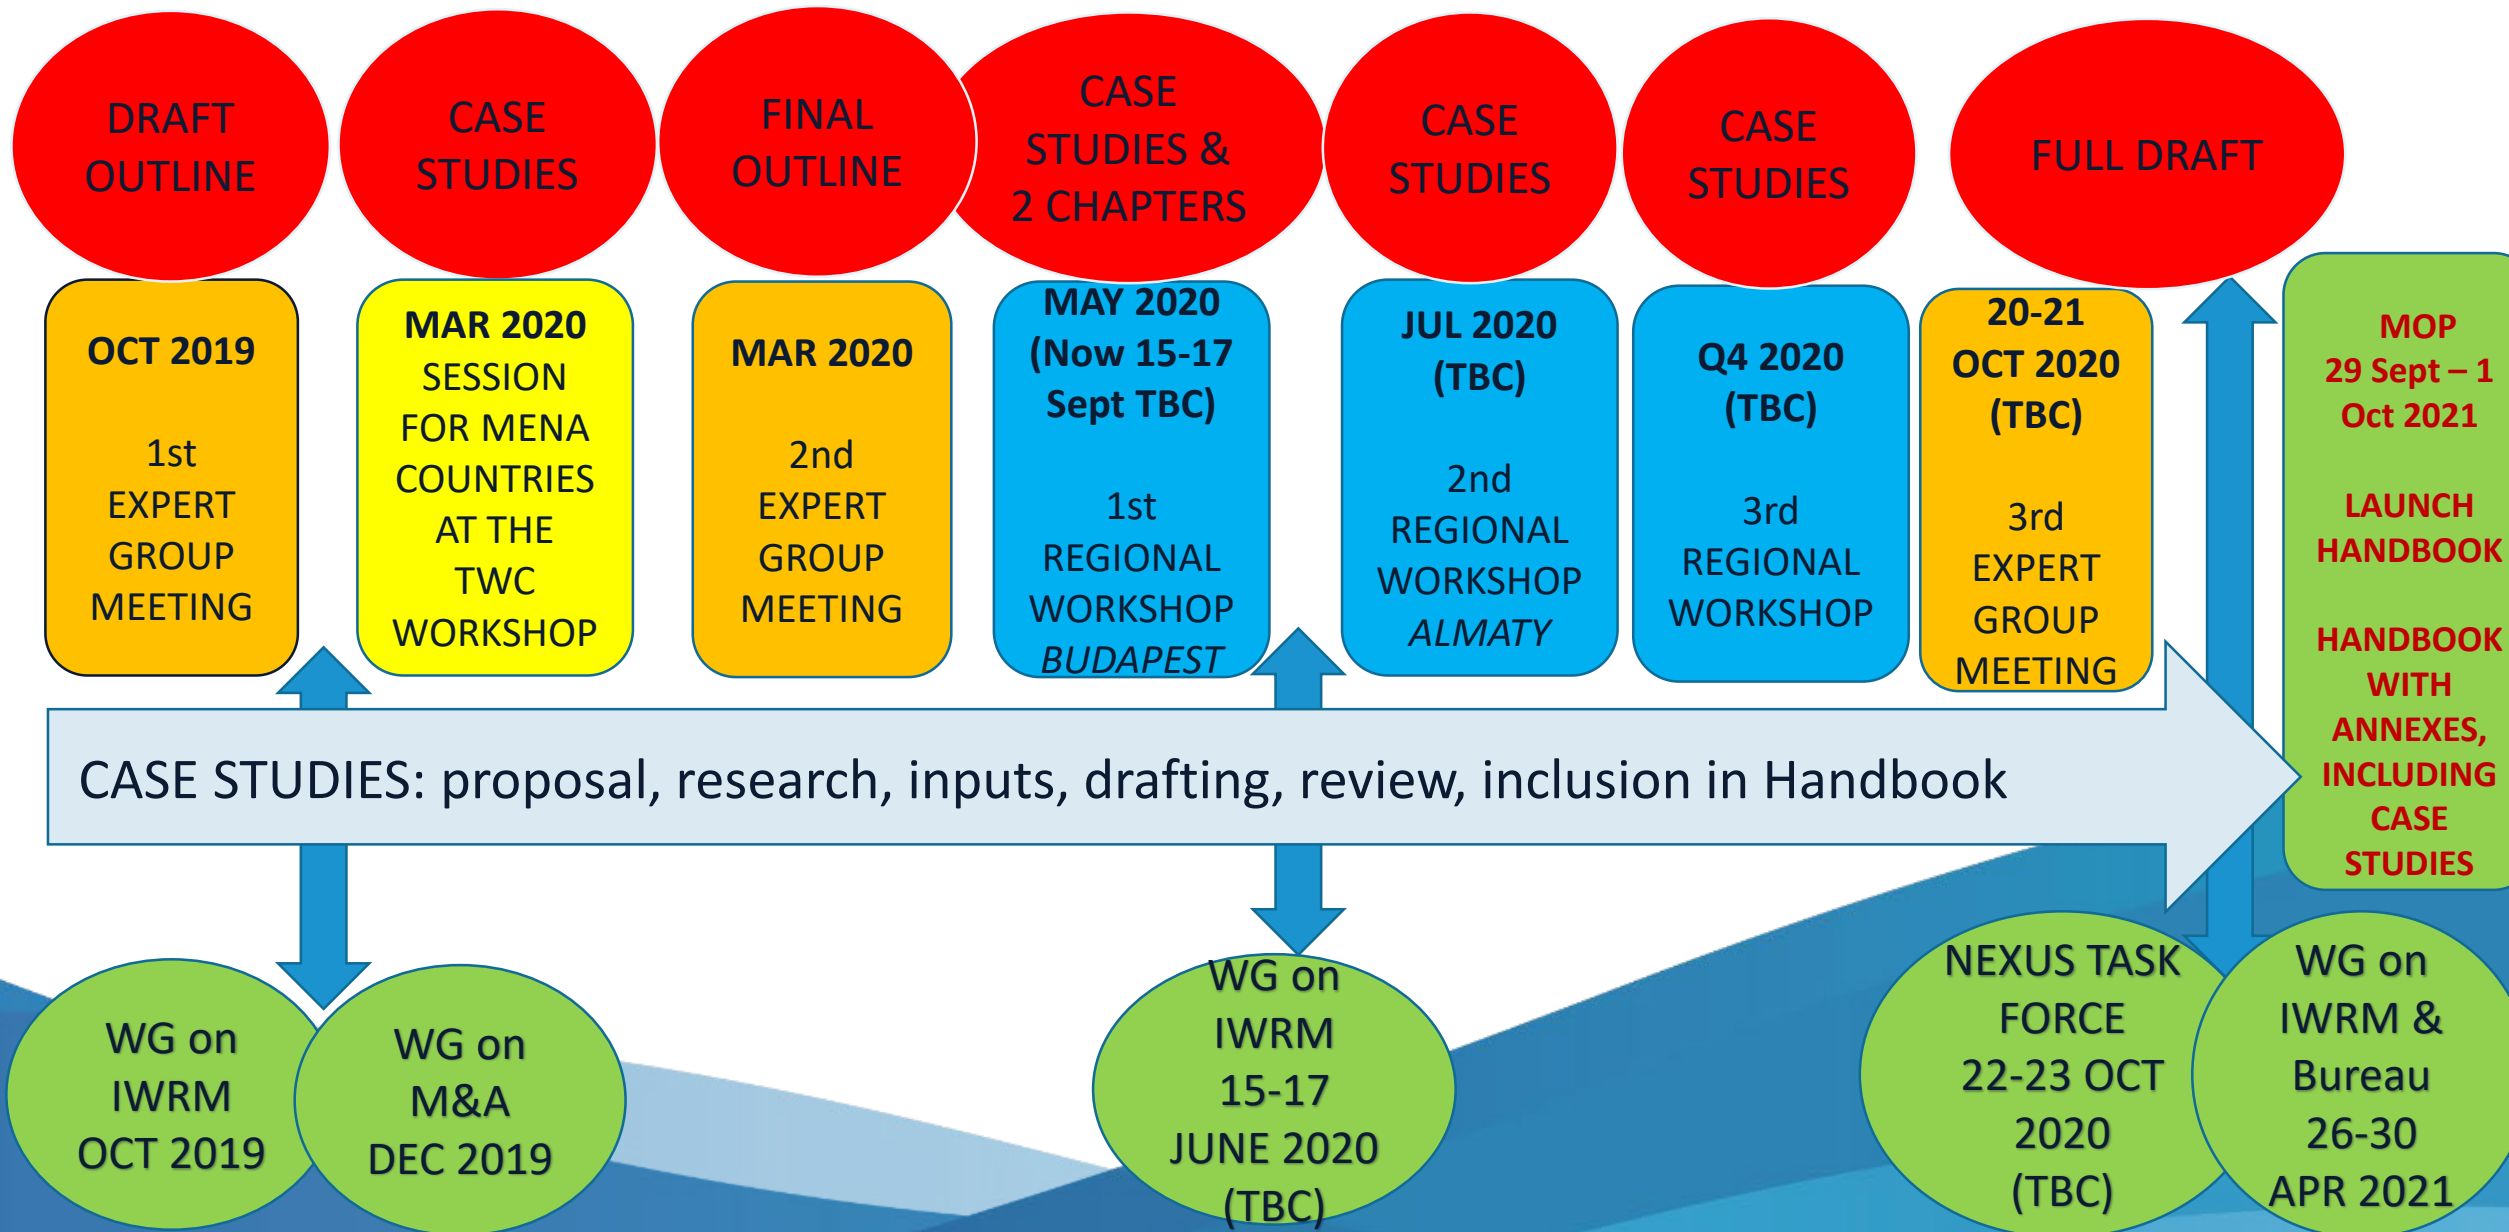 DRAFT
OUTLINE
CASE
STUDIES
FINAL
OUTLINE
CASE
STUDIES &
2 CHAPTERS
CASE
STUDIES
CASE
STUDIES
FULL DRAFT
OCT 2019
1st
EXPERT
GROUP
MEETING
MAR 2020
SESSION
FOR MENA
COUNTRIES
AT THE
TWC
WORKSHOP
MAR 2020
2nd
EXPERT
GROUP
MEETING
MAY 2020
(Now 15-17
Sept TBC)
1st
REGIONAL
WORKSHOP
BUDAPEST
JUL 2020
(TBC)
2nd
REGIONAL
WORKSHOP
ALMATY
Q4 2020
(TBC)
3rd
REGIONAL
WORKSHOP
20-21
OCT 2020
(TBC)
3rd
EXPERT
GROUP
MEETING
MOP
29 Sept – 1
Oct 2021
LAUNCH
HANDBOOK
HANDBOOK
WITH
ANNEXES,
INCLUDING
CASE
STUDIES
CASE STUDIES: proposal, research, inputs, drafting, review, inclusion in Handbook
WG on
IWRM
OCT 2019
WG on
M&A
DEC 2019
WG on
IWRM
15-17
JUNE 2020
(TBC)
NEXUS TASK
FORCE
22-23 OCT
2020
(TBC)
WG on
IWRM &
Bureau
26-30
APR 2021